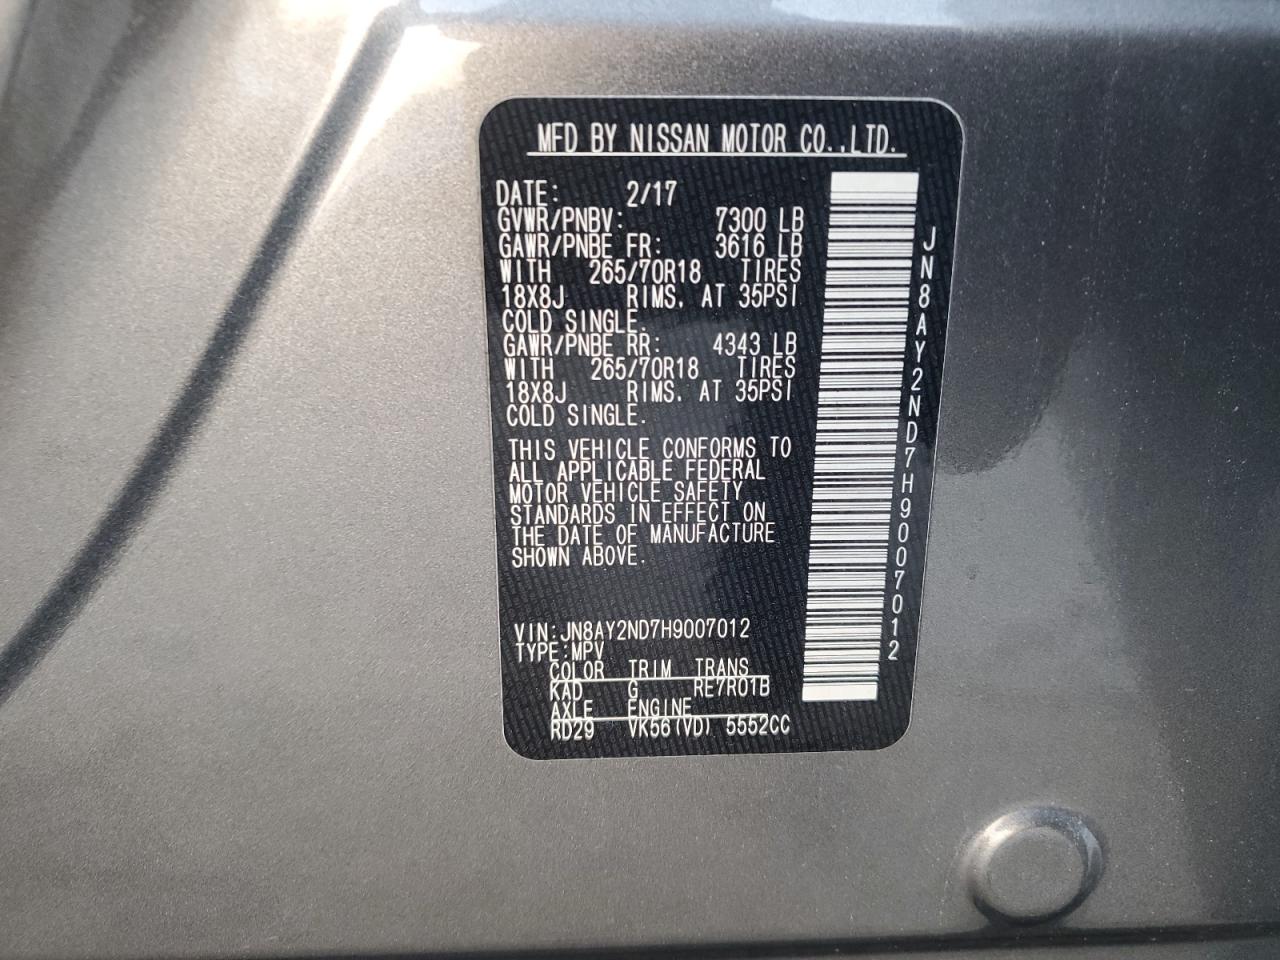 MFD BY NISSAN MOTOR CO.,LTD.
DATE: 2/17
GVWR/PNBV: 7300 LB
GAWR/PNBE FR: 3616 LB
WITH 265/70R18 TIRES
18X8J RIMS. AT 35PSI
COLD SINGLE.
GAWR/PNBE RR: 4343 LB
WITH 265/70R18 TIRES
18X8J RIMS. AT 35PSI
COLD SINGLE.
THIS VEHICLE CONFORMS TO
ALL APPLICABLE FEDERAL
MOTOR VEHICLE SAFETY
STANDARDS IN EFFECT ON
THE DATE OF MANUFACTURE
SHOWN ABOVE.
VIN:JN8AY2ND7H9007012
TYPE:MPV
COLOR TRIM TRANS
KAD G RE7R01B
AXLE ENGINE
RD29 VK56(VD) 5552CC
JN8AY2ND7H9007012